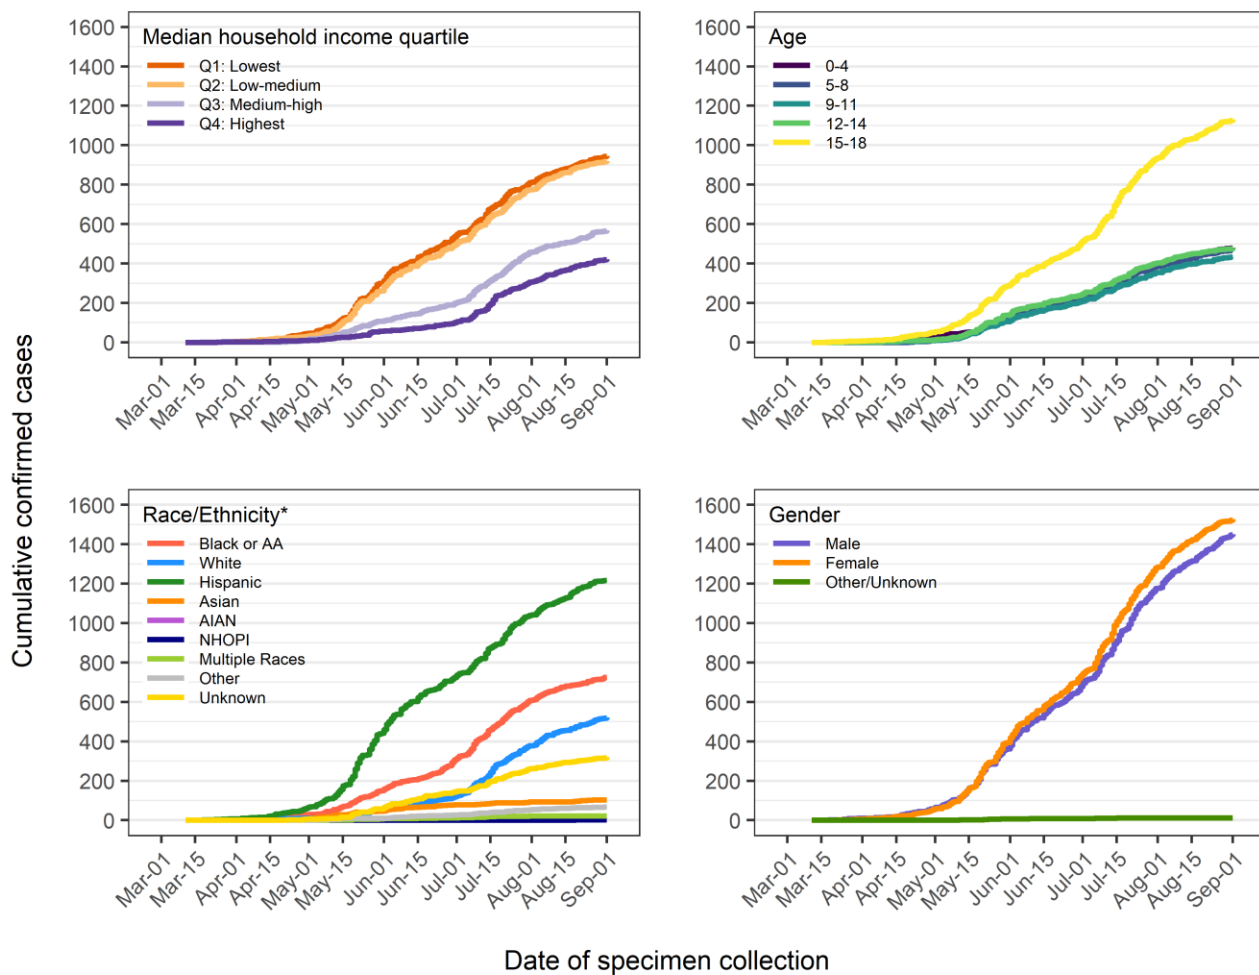 Cumulative confirmed cases
1600
1400
1200
1000
800
600
400
200
0
Median household income quartile
Q1: Lowest
Q2: Low-medium
Q3: Medium-high
Q4: Highest
Mar-01 Mar-15 Apr-01 Apr-15 May-01 May-15 Jun-01 Jun-15 Jul-01 Jul-15 Aug-01 Aug-15 Sep-01
1600
1400
1200
1000
800
600
400
200
0
Age
0-4
5-8
9-11
12-14
15-18
Mar-01 Mar-15 Apr-01 Apr-15 May-01 May-15 Jun-01 Jun-15 Jul-01 Jul-15 Aug-01 Aug-15 Sep-01
1600
1400
1200
1000
800
600
400
200
0
Race/Ethnicity*
Black or AA
White
Hispanic
Asian
AIAN
NHOPI
Multiple Races
Other
Unknown
Mar-01 Mar-15 Apr-01 Apr-15 May-01 May-15 Jun-01 Jun-15 Jul-01 Jul-15 Aug-01 Aug-15 Sep-01
1600
1400
1200
1000
800
600
400
200
0
Gender
Male
Female
Other/Unknown
Mar-01 Mar-15 Apr-01 Apr-15 May-01 May-15 Jun-01 Jun-15 Jul-01 Jul-15 Aug-01 Aug-15 Sep-01
Date of specimen collection